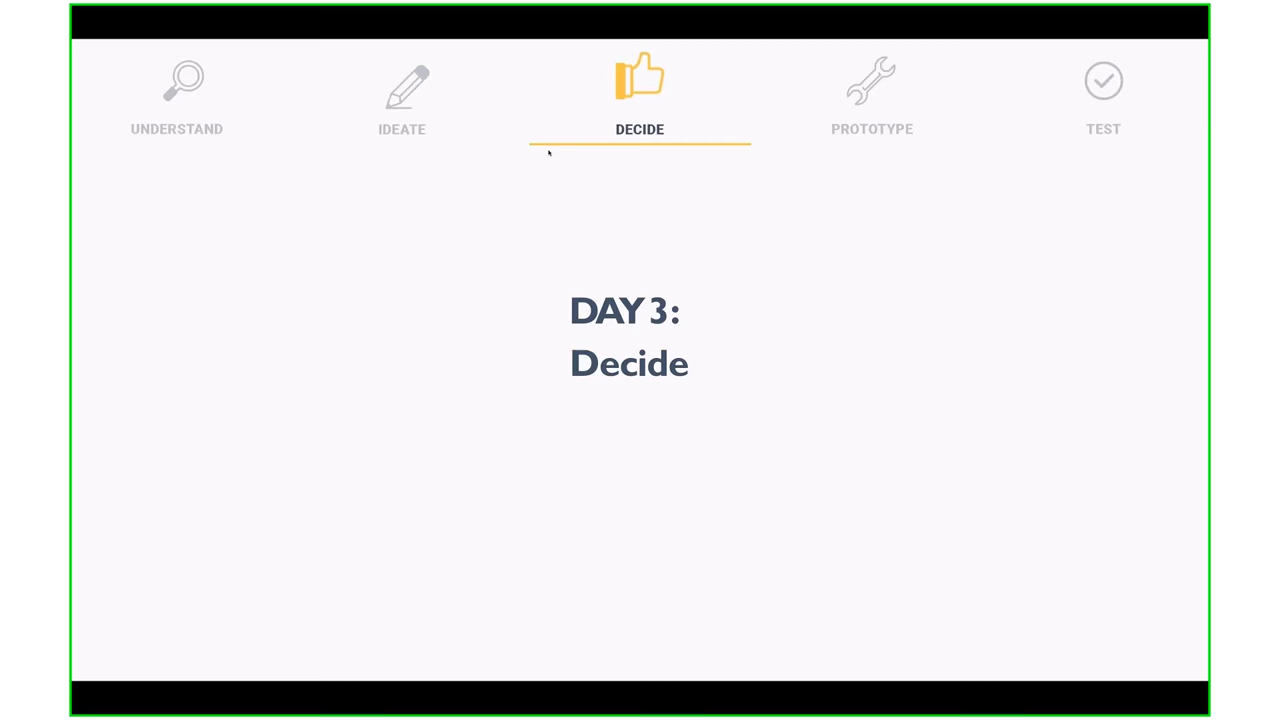 UNDERSTAND
IDEATE
DECIDE
PROTOTYPE
TEST
DAY 3:
Decide